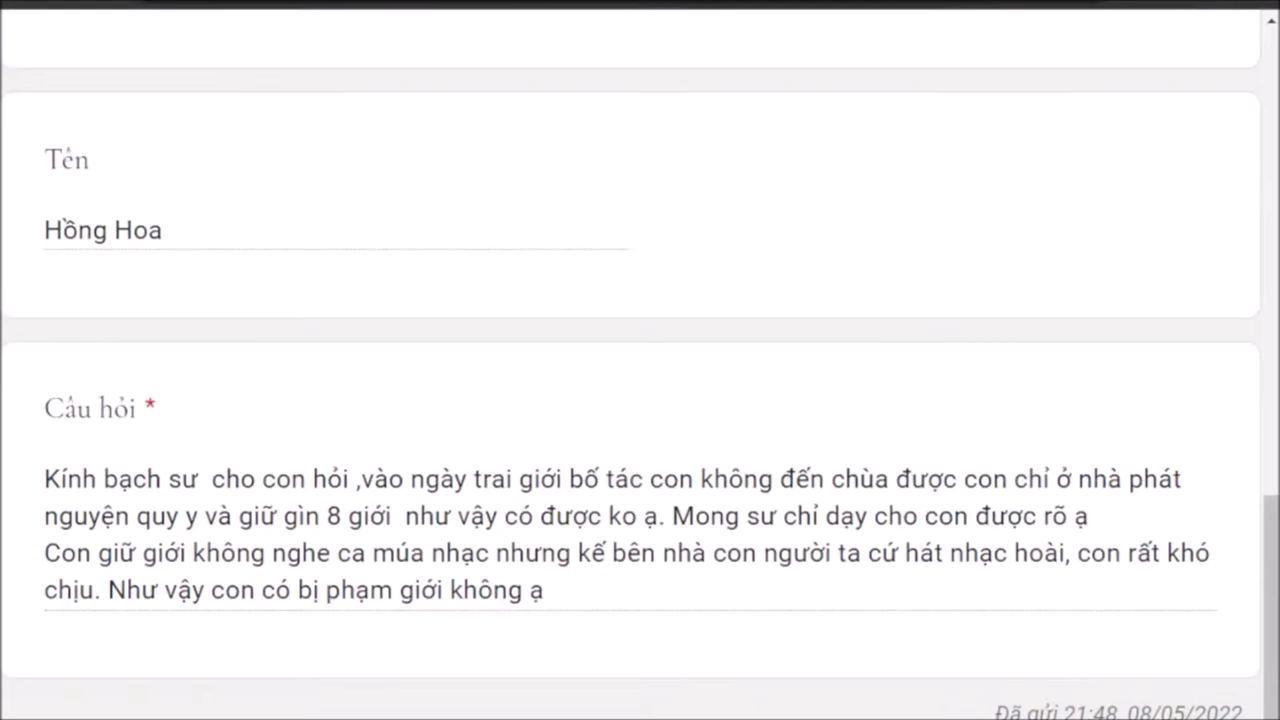 Tên
Hồng Hoa
Câu hỏi *
Kính bạch sư  cho con hỏi ,vào ngày trai giới bố tác con không đến chùa được con chỉ ở nhà phát
nguyện quy y và giữ gìn 8 giới  như vậy có được ko ạ. Mong sư chỉ dạy cho con được rõ ạ
Con giữ giới không nghe ca múa nhạc nhưng kế bên nhà con người ta cứ hát nhạc hoài, con rất khó
chịu. Như vậy con có bị phạm giới không ạ
Đã gửi 21:48, 08/05/2022